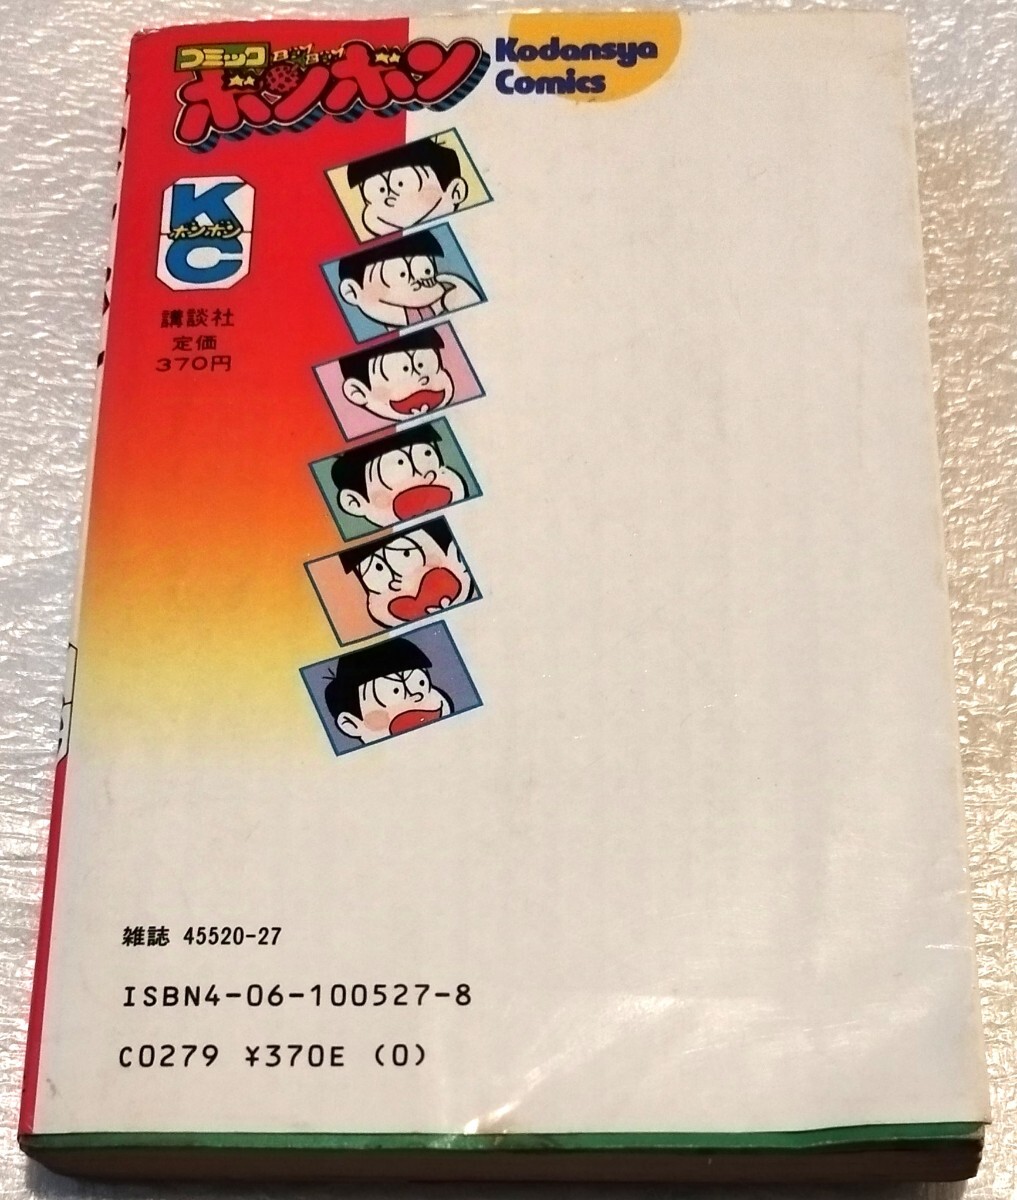 コミック
ボンボン
Kodansya
Comics
K
ボンボン
C
講談社
定価
370円
雑誌 45520-27
ISBN4-06-100527-8
C0279 ¥370E (0)